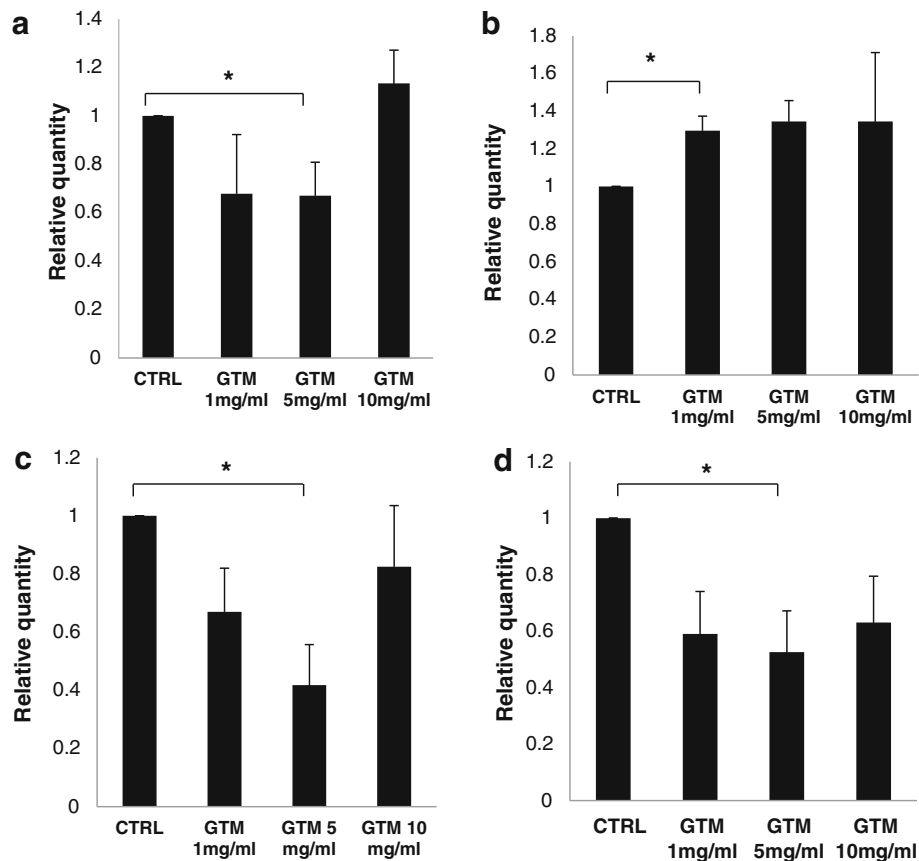 a
1.4
1.2
1
0.8
0.6
0.4
0.2
0
Relative quantity
*
CTRL GTM GTM GTM
1mg/ml 5mg/ml 10mg/ml
b
1.8
1.6
1.4
1.2
1
0.8
0.6
0.4
0.2
0
Relative quantity
*
CTRL GTM GTM GTM
1mg/ml 5mg/ml 10mg/ml
c
1.2
1
0.8
0.6
0.4
0.2
0
Relative quantity
*
CTRL GTM GTM 5 GTM 10
1mg/ml mg/ml mg/ml
d
1.2
1
0.8
0.6
0.4
0.2
0
Relative quantity
*
CTRL GTM GTM GTM
1mg/ml 5mg/ml 10mg/ml